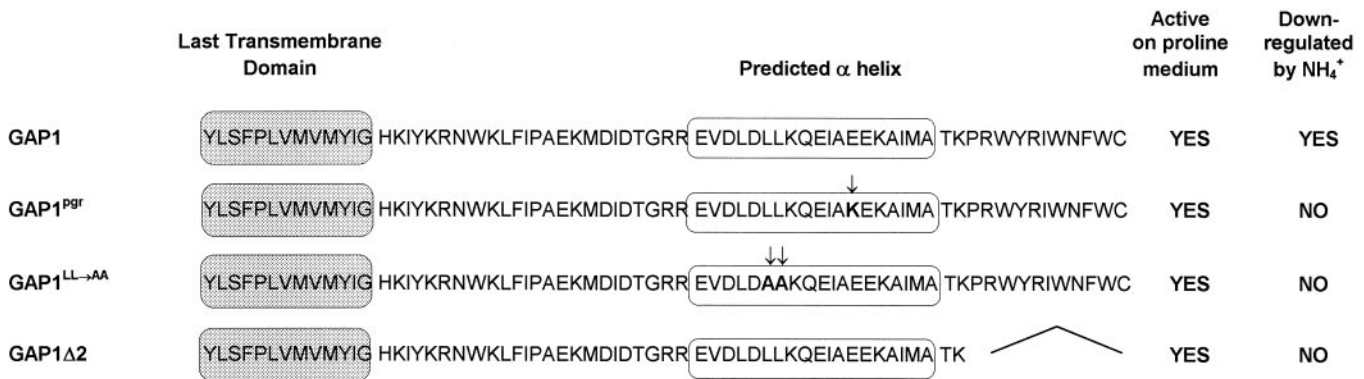 Last Transmembrane Domain
Predicted α helix
Active on proline medium
Down-regulated by NH₄⁺
GAP1 YLSFPLVMVMYIG HKIYKRNWKLFIPAEKMDIDTGRR EVDLDLLKQEIAEEKAIMA TKPRWYRIWNFWC YES YES
↓
GAP1ᵖᵍʳ YLSFPLVMVMYIG HKIYKRNWKLFIPAEKMDIDTGRR EVDLDLLKQEIAKEKAIMA TKPRWYRIWNFWC YES NO
↓↓
GAP1ᴸᴸ→ᴬᴬ YLSFPLVMVMYIG HKIYKRNWKLFIPAEKMDIDTGRR EVDLDAAKQEIAEEKAIMA TKPRWYRIWNFWC YES NO
GAP1Δ2 YLSFPLVMVMYIG HKIYKRNWKLFIPAEKMDIDTGRR EVDLDLLKQEIAEEKAIMA TK YES NO